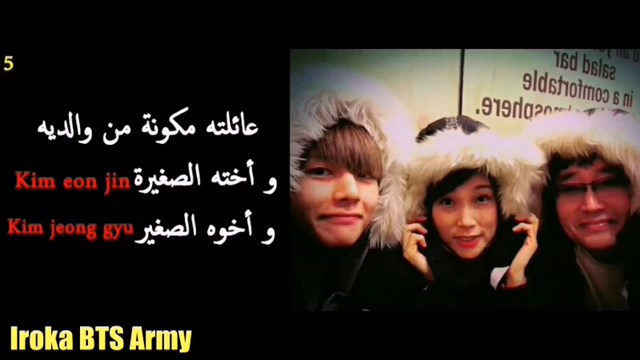 5
عائلته مكونة من والديه
و أخته الصغيرة Kim eon jin
و أخوه الصغير Kim jeong gyu
salad bar
in a comfortable
Iroka BTS Army